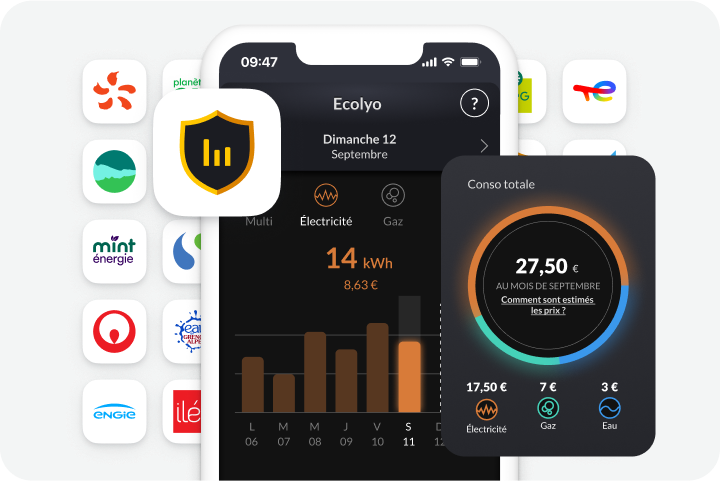 09:47
Ecolyo
?
Dimanche 12
Septembre
Multi
Électricité
Gaz
14 kWh
8,63 €
L
M
M
J
V
S
D
06
07
08
09
10
11
Conso totale
27,50 €
AU MOIS DE SEPTEMBRE
Comment sont estimés
les prix ?
17,50 €
7 €
3 €
Électricité
Gaz
Eau
planèt
mint
énergie
eau
ENGIE
ilé